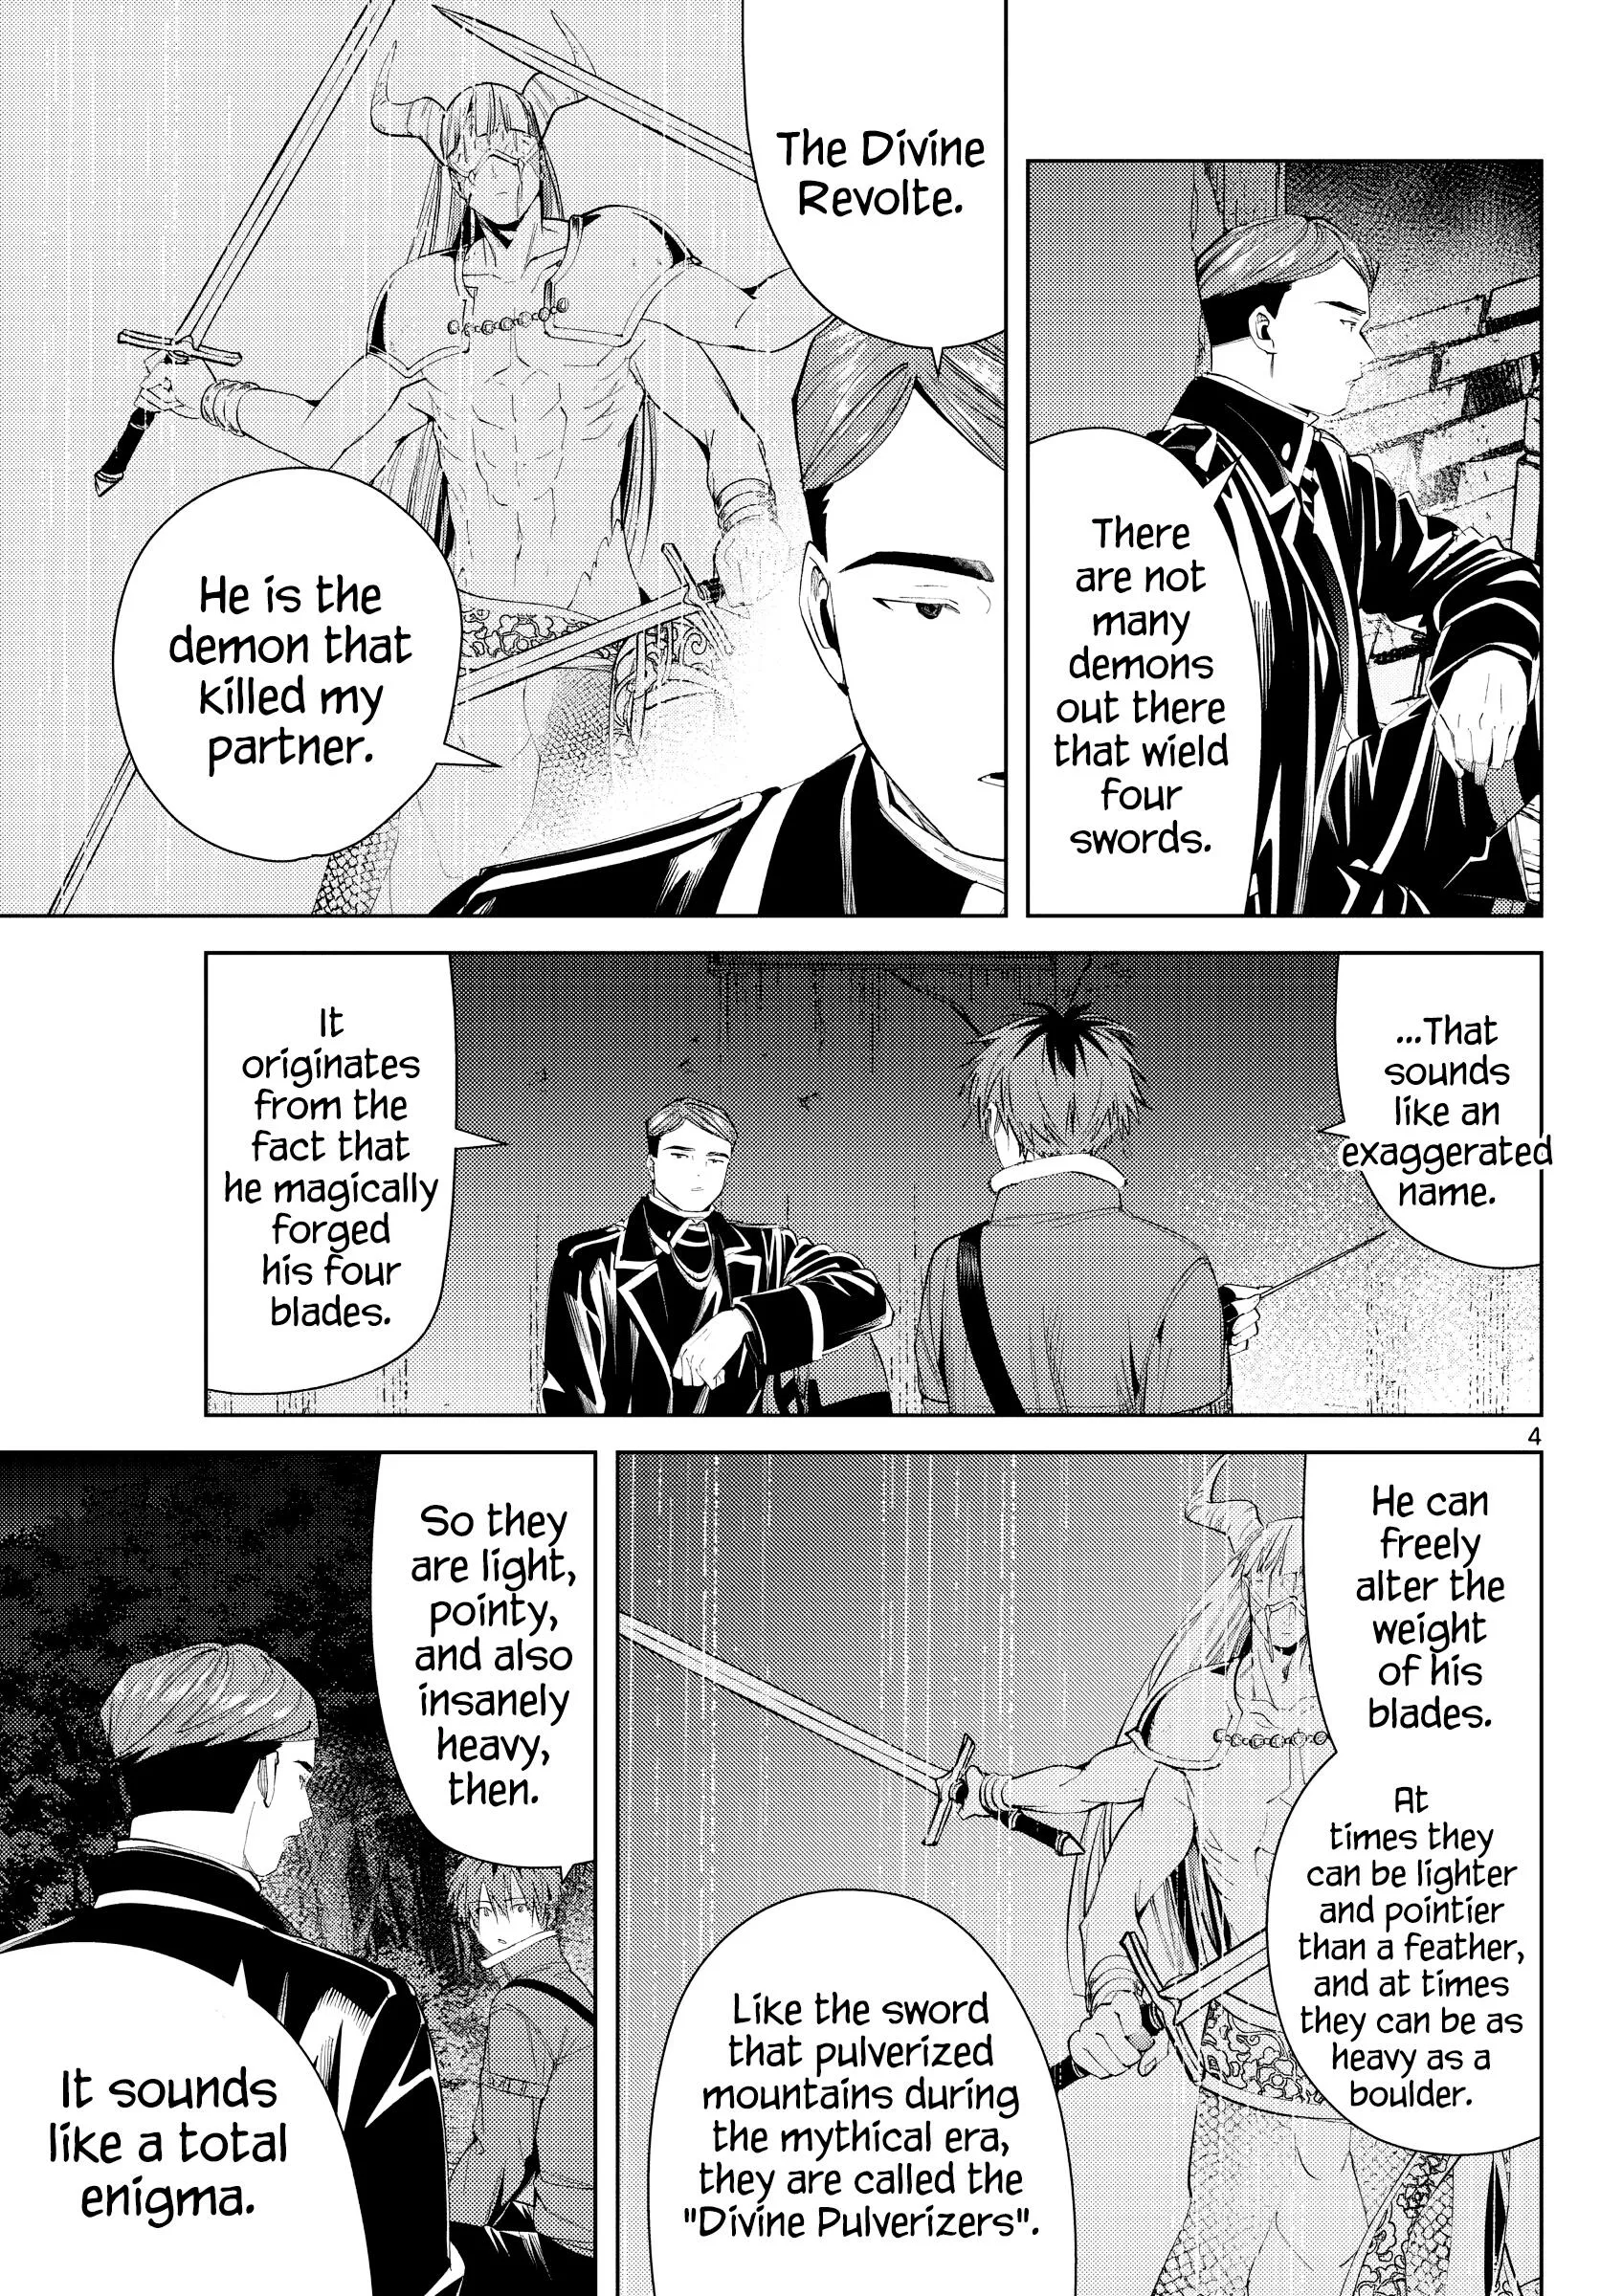 There
are not
many
demons
out there
that wield
four
swords.
The Divine
Revolte.
He is the
demon that
killed my
partner.
...That
sounds
like an
exaggerated
name.
It
originates
from the
fact that
he magically
forged
his four
blades.
4
He can
freely
alter the
weight
of his
blades.
At
times they
can be lighter
and pointier
than a feather,
and at times
they can be as
heavy as a
boulder.
Like the sword
that pulverized
mountains during
the mythical era,
they are called the
"Divine Pulverizers".
So they
are light,
pointy,
and also
insanely
heavy,
then.
It sounds
like a total
enigma.